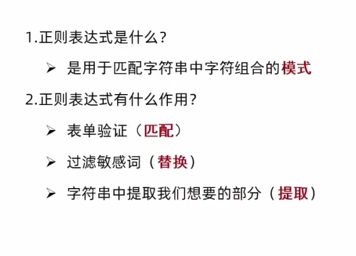 1.正则表达式是什么？
➢ 是用于匹配字符串中字符组合的模式
2.正则表达式有什么作用？
➢ 表单验证（匹配）
➢ 过滤敏感词（替换）
➢ 字符串中提取我们想要的部分（提取）